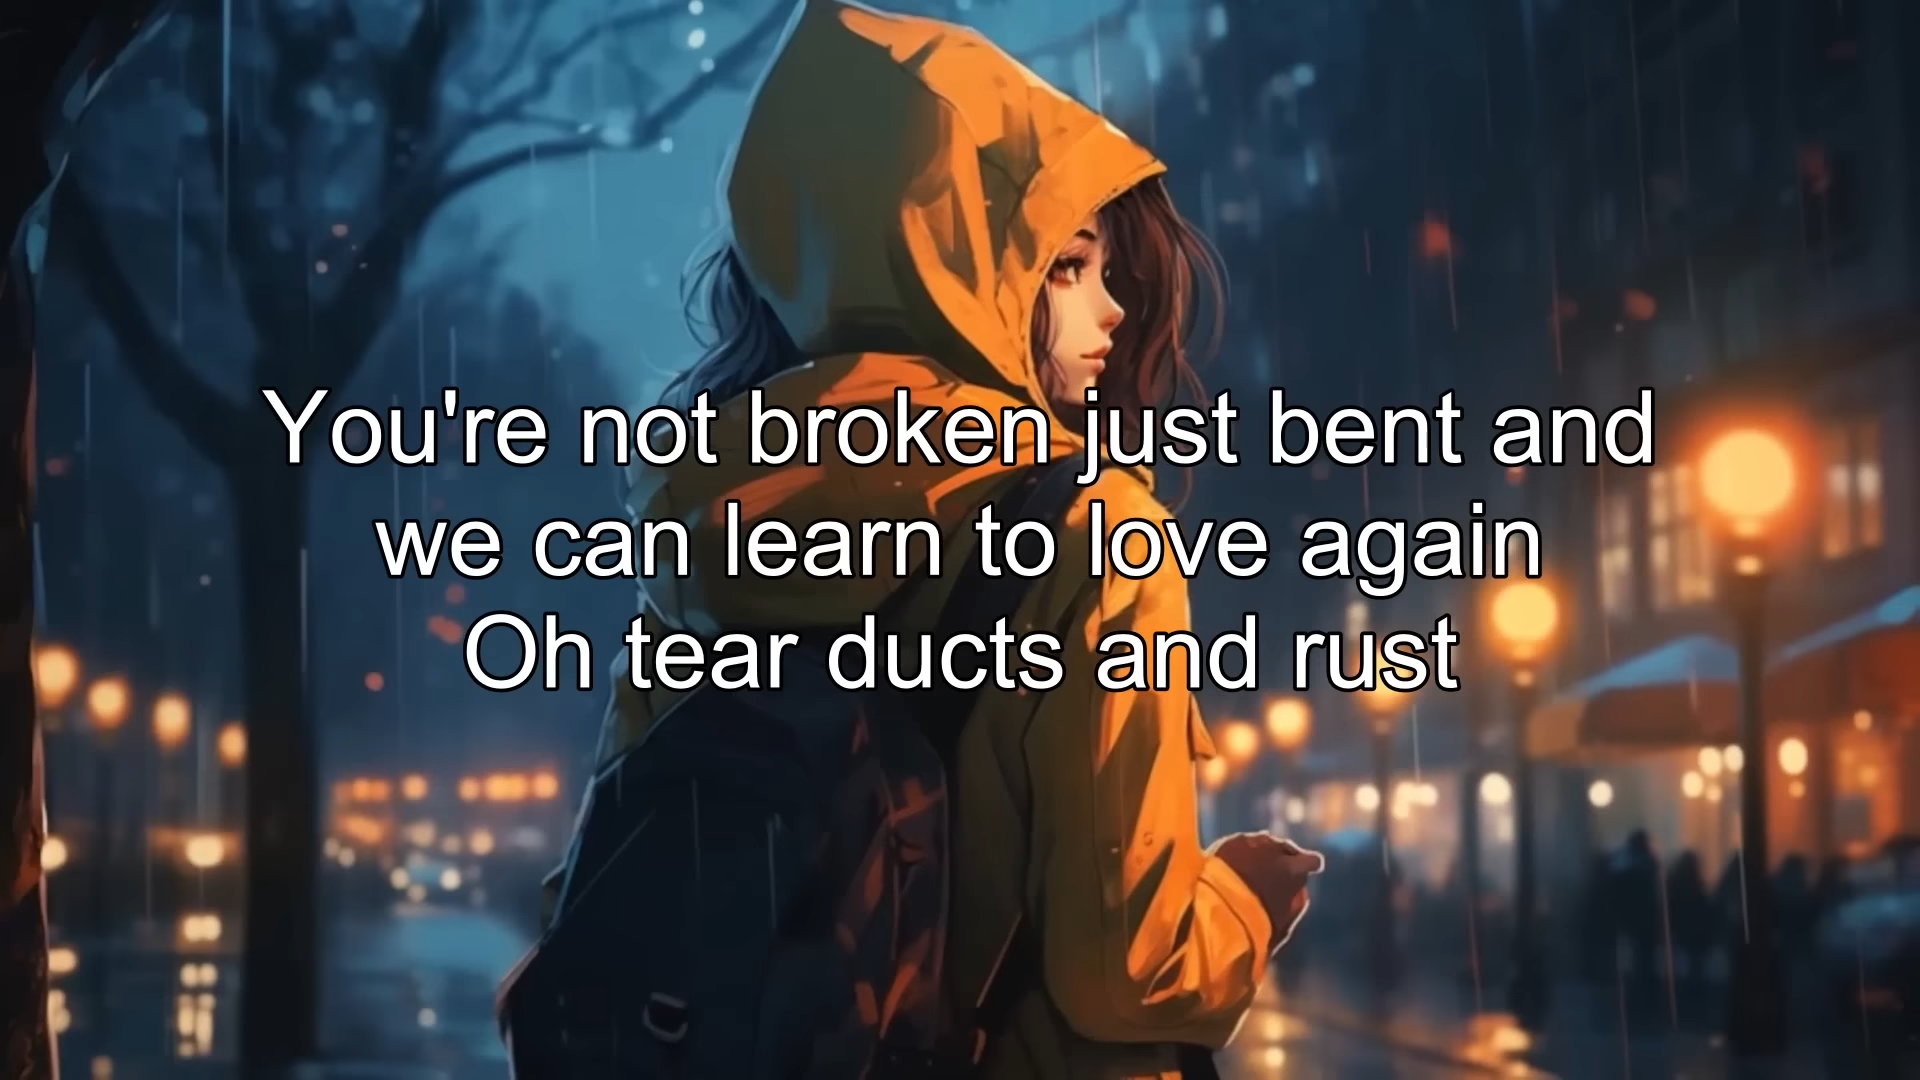 You're not broken just bent and
we can learn to love again
Oh tear ducts and rust